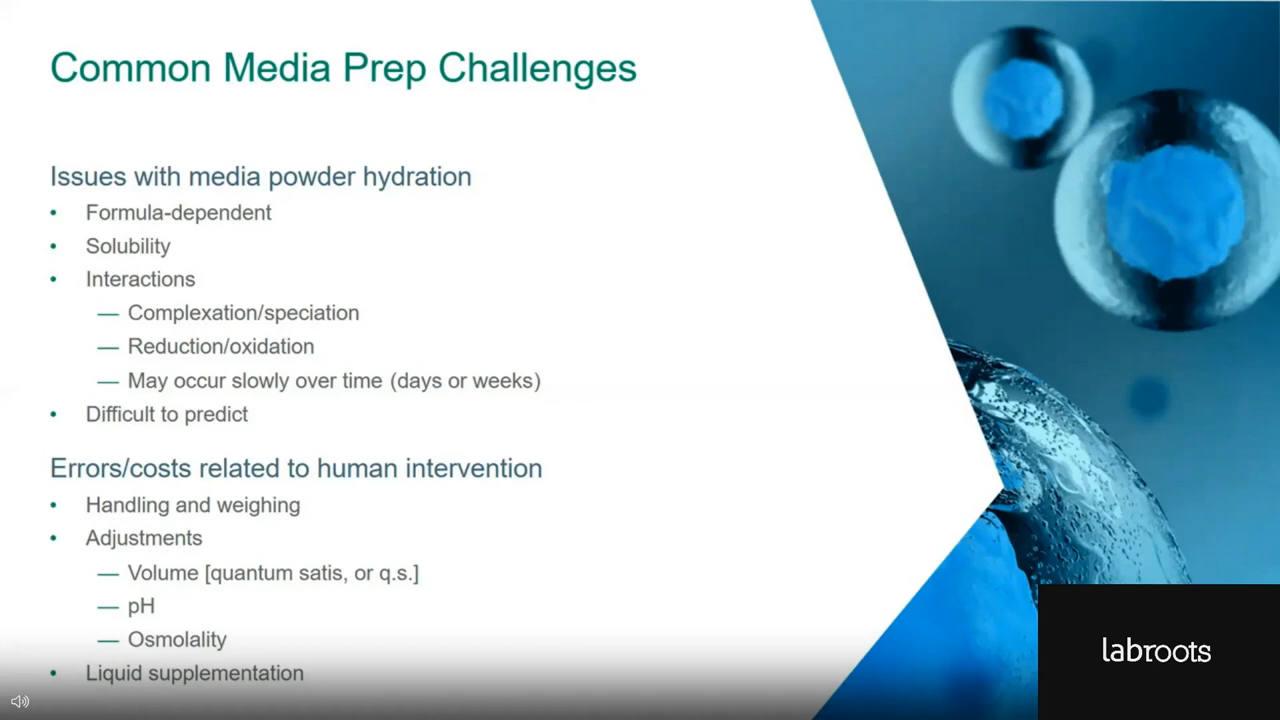 Common Media Prep Challenges
Issues with media powder hydration
• Formula-dependent
• Solubility
• Interactions
— Complexation/speciation
— Reduction/oxidation
— May occur slowly over time (days or weeks)
• Difficult to predict
Errors/costs related to human intervention
• Handling and weighing
• Adjustments
— Volume [quantum satis, or q.s.]
— pH
— Osmolality
• Liquid supplementation
labroots